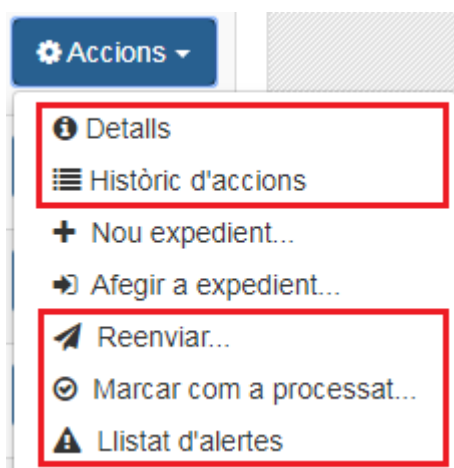 Accions
Detalls
Històric d'accions
Nou expedient...
Afegir a expedient...
Reenviar...
Marcar com a processat...
Llistat d'alertes